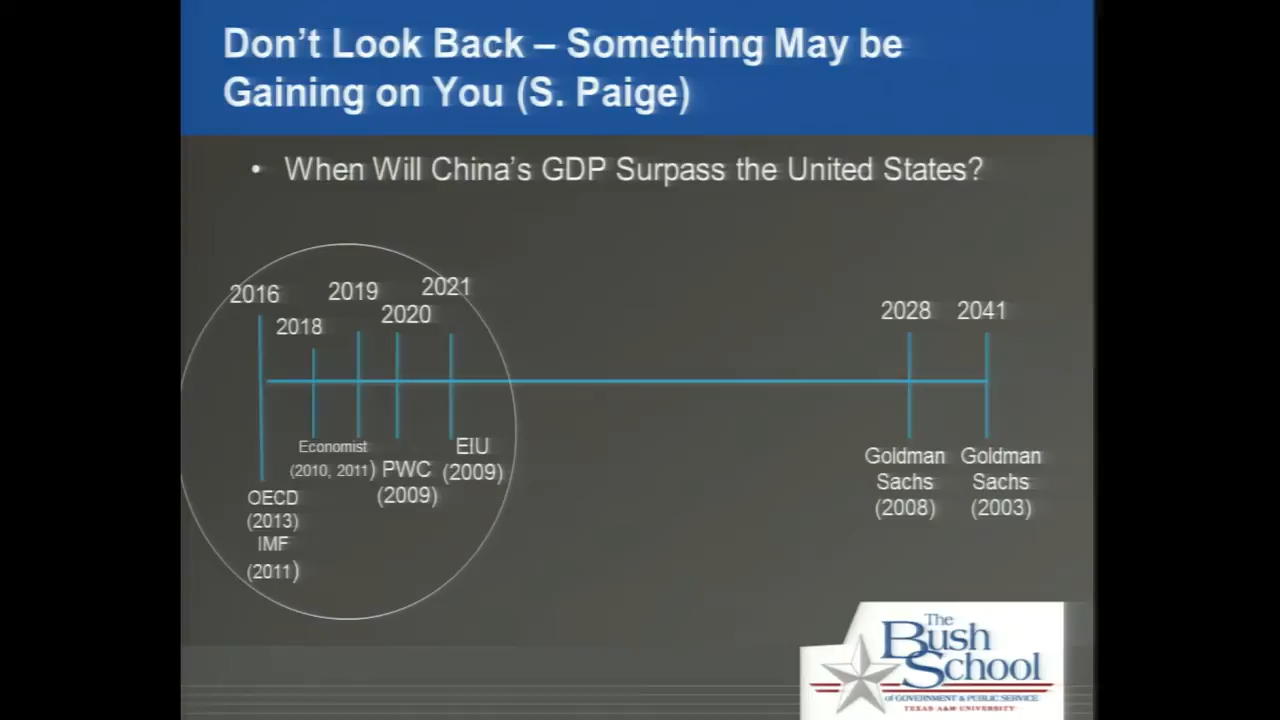 Don't Look Back – Something May be
Gaining on You (S. Paige)
• When Will China's GDP Surpass the United States?
2016
2018
2019
2020
2021
2028
2041
Economist
(2010, 2011)
PWC
(2009)
EIU
(2009)
OECD
(2013)
IMF
(2011)
Goldman
Sachs
(2008)
Goldman
Sachs
(2003)
The
Bush
School
of GOVERNMENT & PUBLIC SERVICE
TEXAS A&M UNIVERSITY